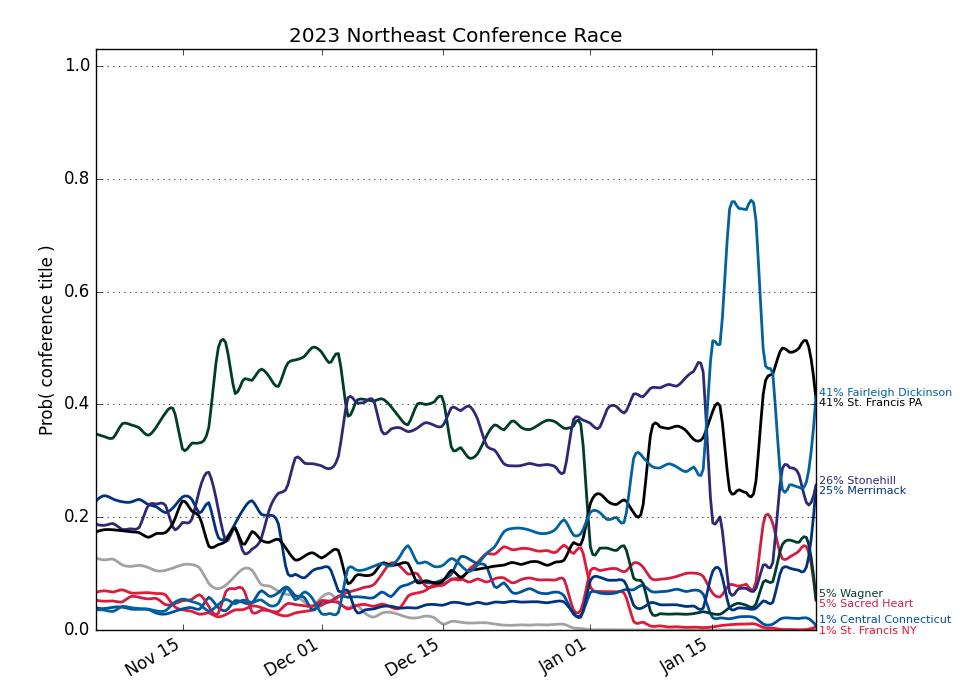 2023 Northeast Conference Race
Prob( conference title )
1.0
0.8
0.6
0.4
0.2
0.0
41% Fairleigh Dickinson
41% St. Francis PA
26% Stonehill
25% Merrimack
5% Wagner
5% Sacred Heart
1% Central Connecticut
1% St. Francis NY
Nov 15
Dec 01
Dec 15
Jan 01
Jan 15